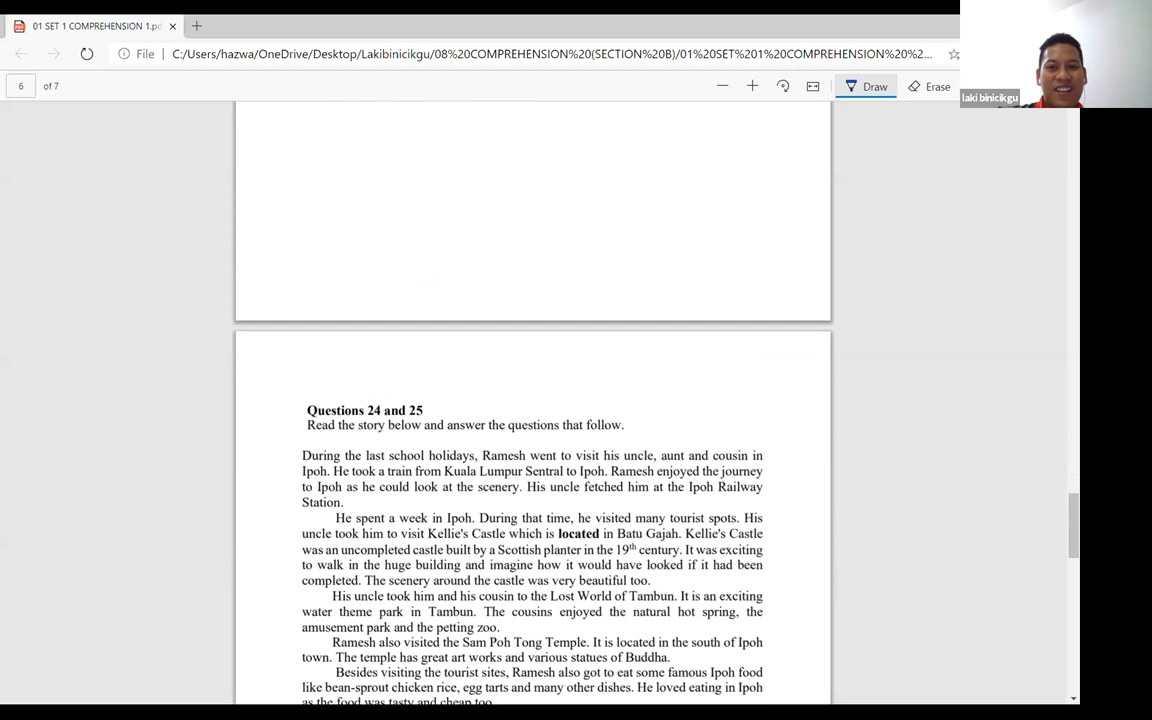 01 SET 1 COMPREHENSION 1.pd
File
C:/Users/hazwa/OneDrive/Desktop/Lakibinicikgu/08%20COMPREHENSION%20(SECTION%20B)/01%20SET%201%20COMPREHENSION%20%2...
6 of 7
Draw
Erase
laki binicikgu
Questions 24 and 25
Read the story below and answer the questions that follow.
During the last school holidays, Ramesh went to visit his uncle, aunt and cousin in
Ipoh. He took a train from Kuala Lumpur Sentral to Ipoh. Ramesh enjoyed the journey
to Ipoh as he could look at the scenery. His uncle fetched him at the Ipoh Railway
Station.
He spent a week in Ipoh. During that time, he visited many tourist spots. His
uncle took him to visit Kellie's Castle which is located in Batu Gajah. Kellie's Castle
was an uncompleted castle built by a Scottish planter in the 19th century. It was exciting
to walk in the huge building and imagine how it would have looked if it had been
completed. The scenery around the castle was very beautiful too.
His uncle took him and his cousin to the Lost World of Tambun. It is an exciting
water theme park in Tambun. The cousins enjoyed the natural hot spring, the
amusement park and the petting zoo.
Ramesh also visited the Sam Poh Tong Temple. It is located in the south of Ipoh
town. The temple has great art works and various statues of Buddha.
Besides visiting the tourist sites, Ramesh also got to eat some famous Ipoh food
like bean-sprout chicken rice, egg tarts and many other dishes. He loved eating in Ipoh
as the food was tasty and cheap too.